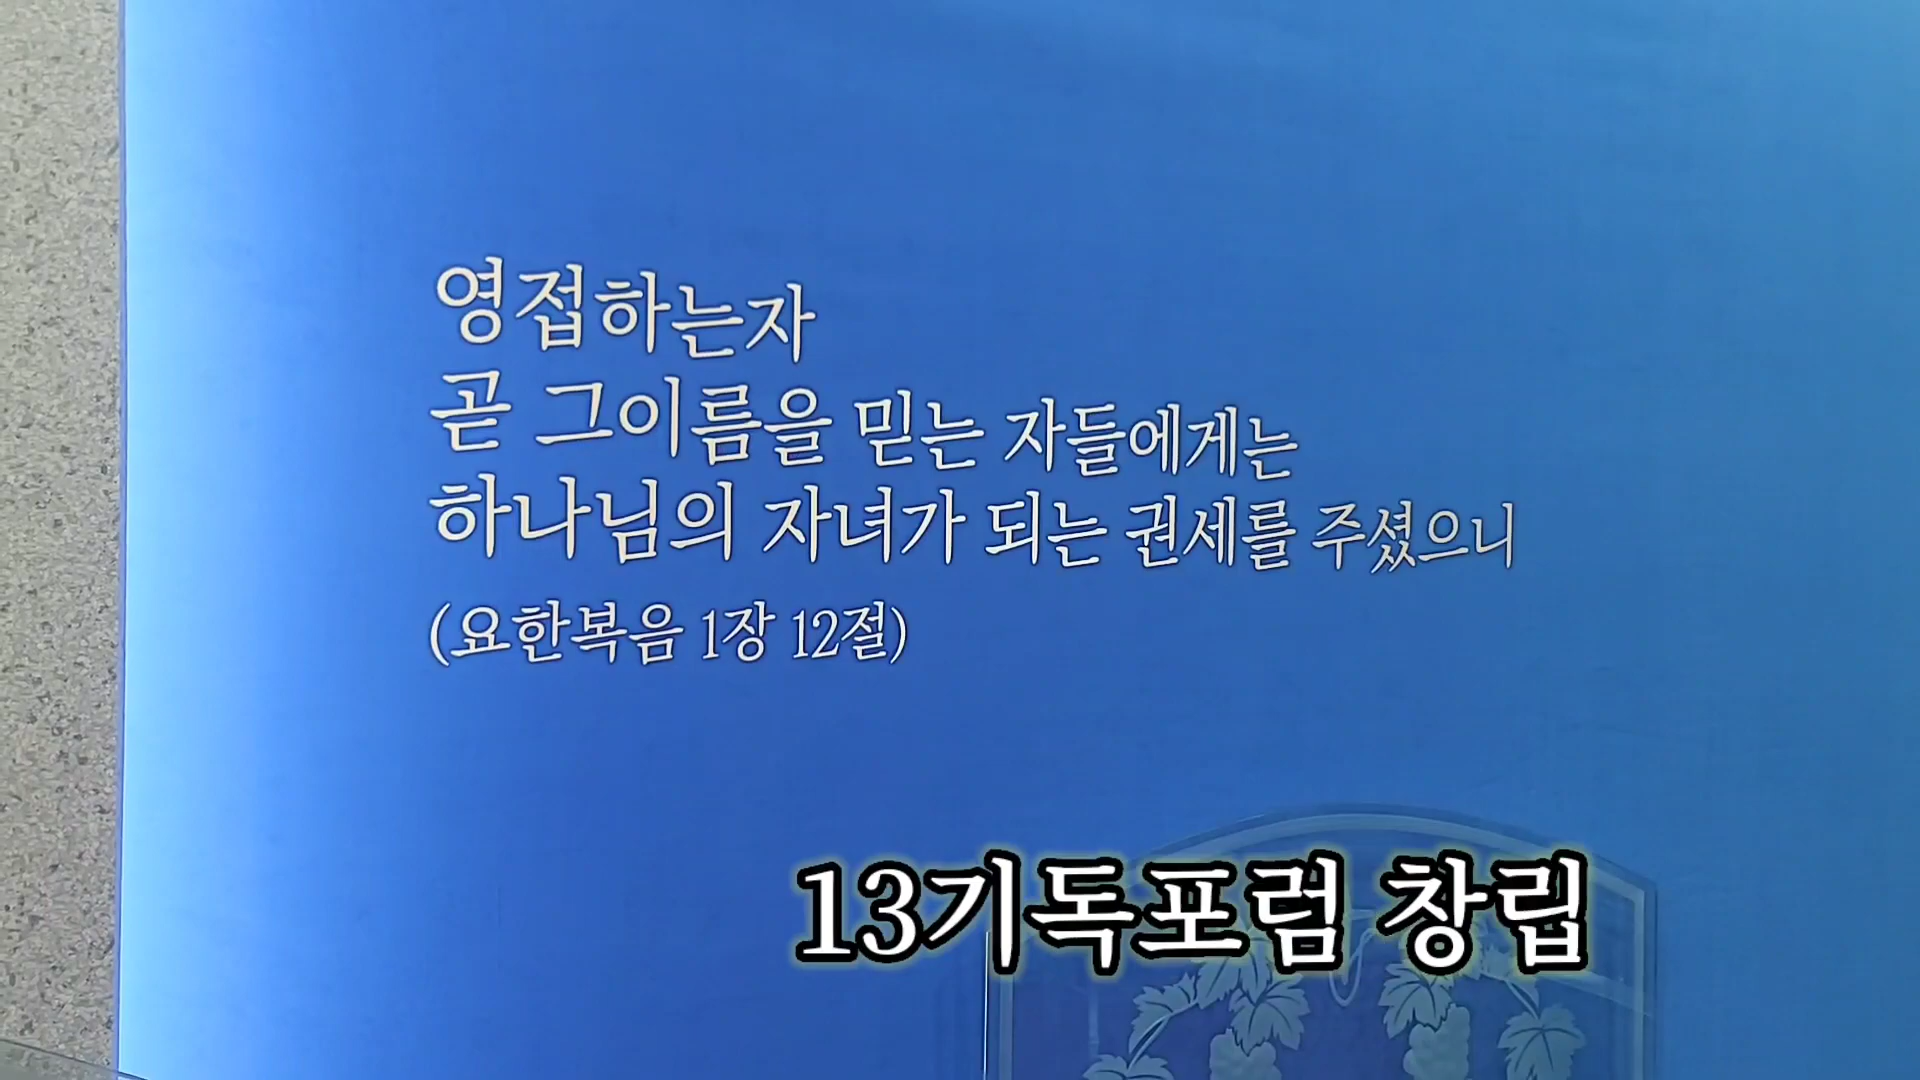 영접하는자
곧 그이름을 믿는 자들에게는
하나님의 자녀가 되는 권세를 주셨으니
(요한복음 1장 12절)
13기독포럼 창립